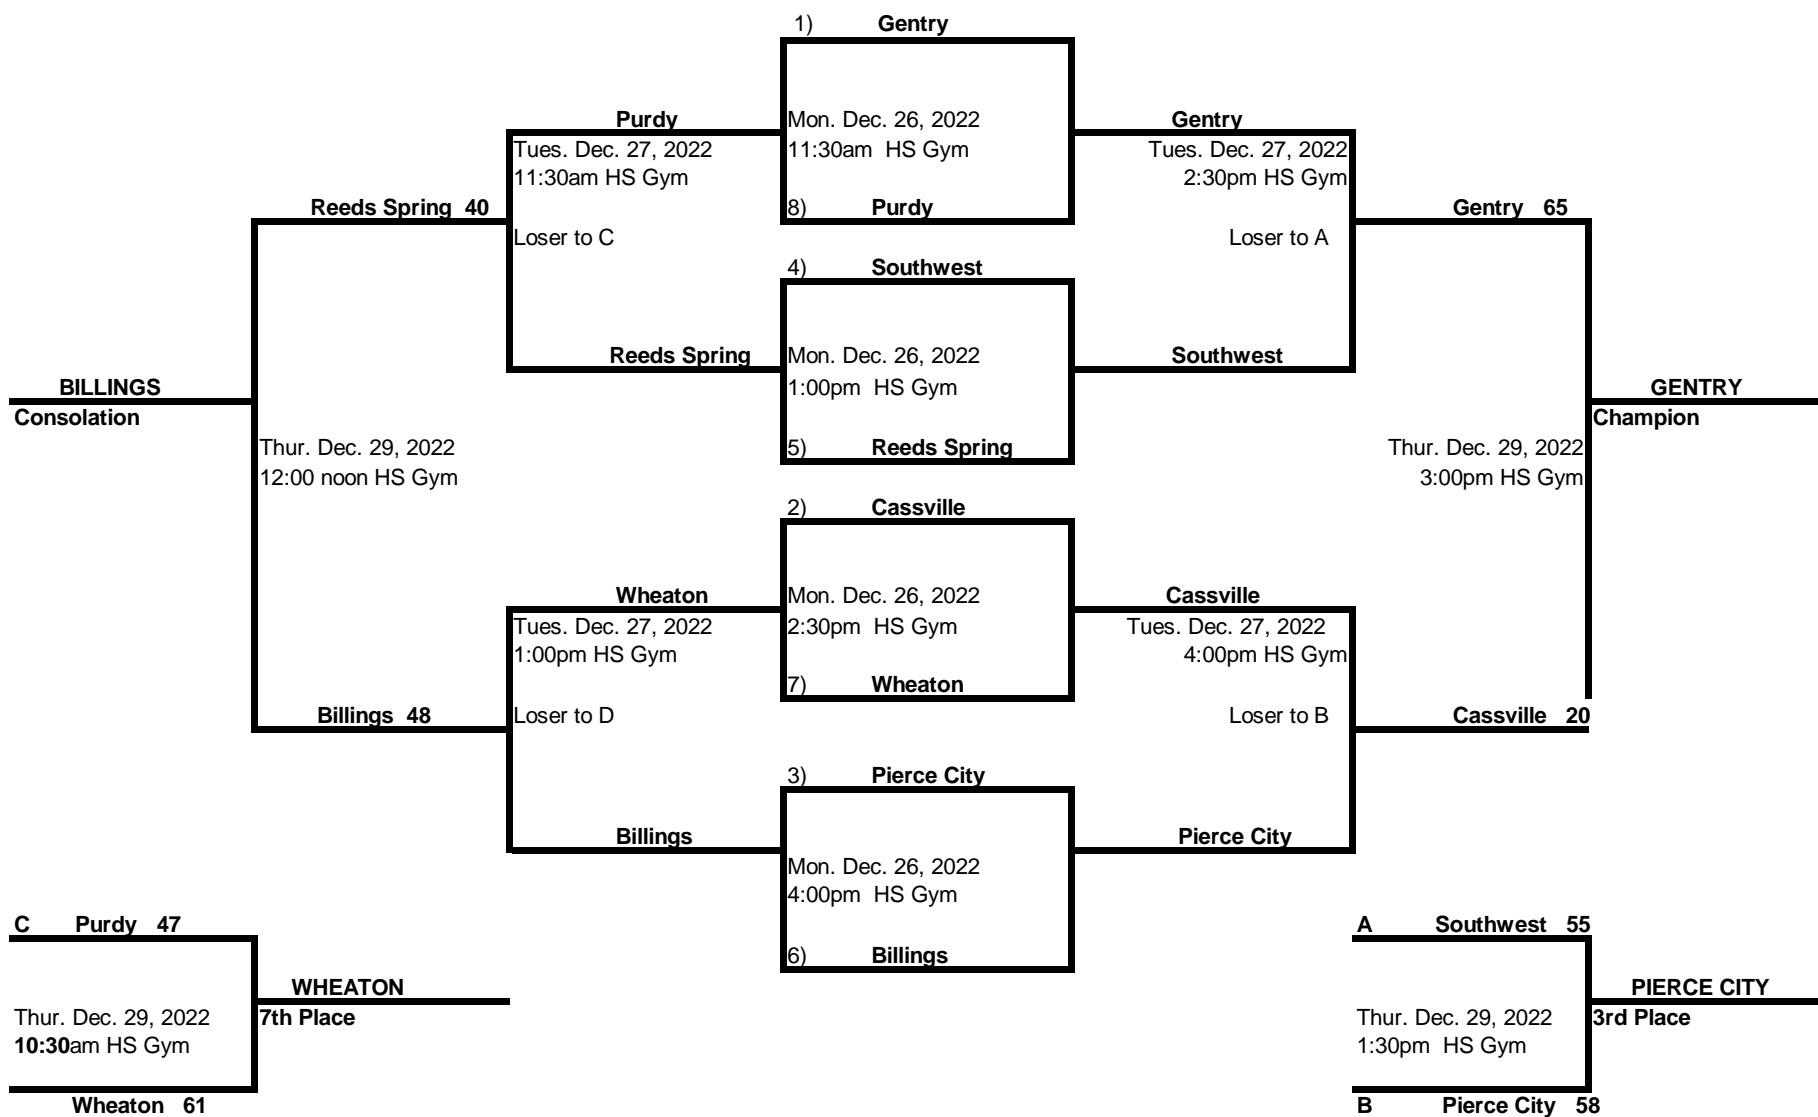 1) Gentry
Purdy
Mon. Dec. 26, 2022
Gentry
Tues. Dec. 27, 2022
11:30am HS Gym
Tues. Dec. 27, 2022
11:30am HS Gym
2:30pm HS Gym
Reeds Spring 40
8) Purdy
Gentry 65
Loser to C
Loser to A
4) Southwest
Reeds Spring
Mon. Dec. 26, 2022
Southwest
1:00pm HS Gym
BILLINGS
GENTRY
Consolation
Champion
Thur. Dec. 29, 2022
5) Reeds Spring
Thur. Dec. 29, 2022
12:00 noon HS Gym
3:00pm HS Gym
2) Cassville
Wheaton
Mon. Dec. 26, 2022
Cassville
Tues. Dec. 27, 2022
2:30pm HS Gym
Tues. Dec. 27, 2022
1:00pm HS Gym
4:00pm HS Gym
7) Wheaton
Billings 48
Loser to D
Loser to B
Cassville 20
3) Pierce City
Billings
Pierce City
Mon. Dec. 26, 2022
4:00pm HS Gym
C Purdy 47
A Southwest 55
6) Billings
WHEATON
PIERCE CITY
Thur. Dec. 29, 2022
7th Place
Thur. Dec. 29, 2022
3rd Place
10:30am HS Gym
1:30pm HS Gym
Wheaton 61
B Pierce City 58